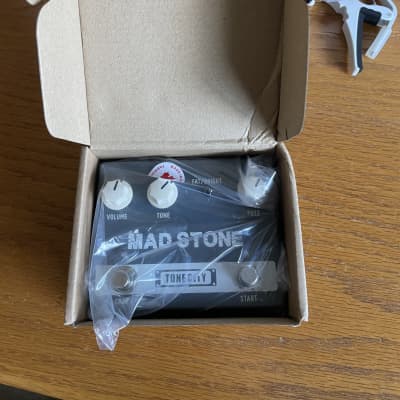 FAT/BRIGHT
VOLUME TONE FUZZ
MAD STONE
TONE CITY
START